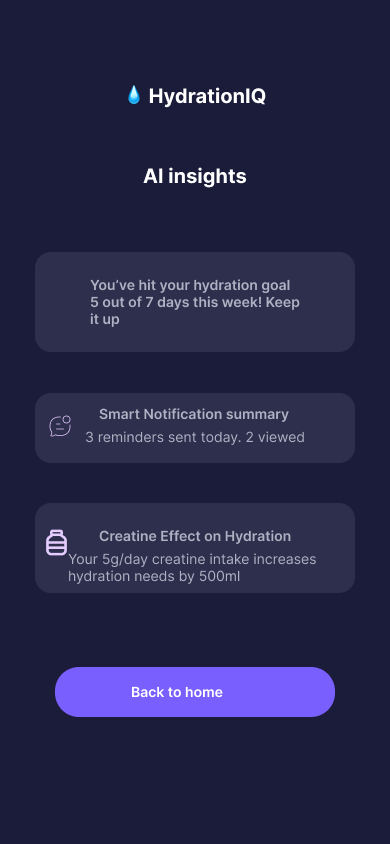 💧 HydrationIQ
AI insights
You’ve hit your hydration goal
5 out of 7 days this week! Keep
it up
Smart Notification summary
3 reminders sent today. 2 viewed
Creatine Effect on Hydration
Your 5g/day creatine intake increases
hydration needs by 500ml
Back to home